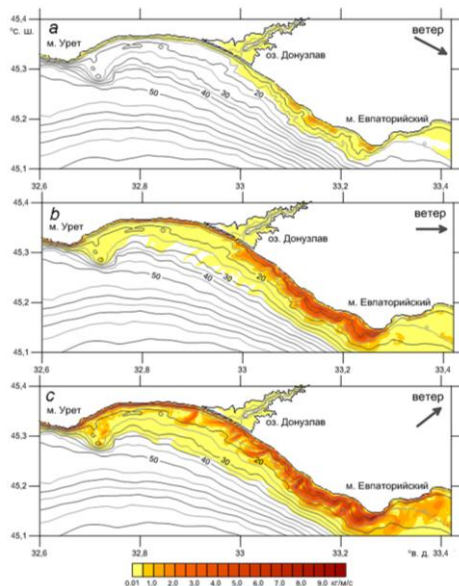 45,4
°с. ш.
a
м. Урет
оз. Донузлав
ветер
45,3
50
40
30
20
м. Евпаторийский
45,2
45,1
32,6 32,8 33 33,2 33,4
45,4
b
м. Урет
оз. Донузлав
ветер
45,3
50
40
30
20
м. Евпаторийский
45,2
45,1
32,6 32,8 33 33,2 33,4
45,4
c
м. Урет
оз. Донузлав
ветер
45,3
50
40
30
20
м. Евпаторийский
45,2
45,1
32,6 32,8 33 33,2 °в. д. 33,4
0.01 1.0 2.0 3.0 4.0 5.0 6.0 7.0 8.0 9.0 кг/м/с